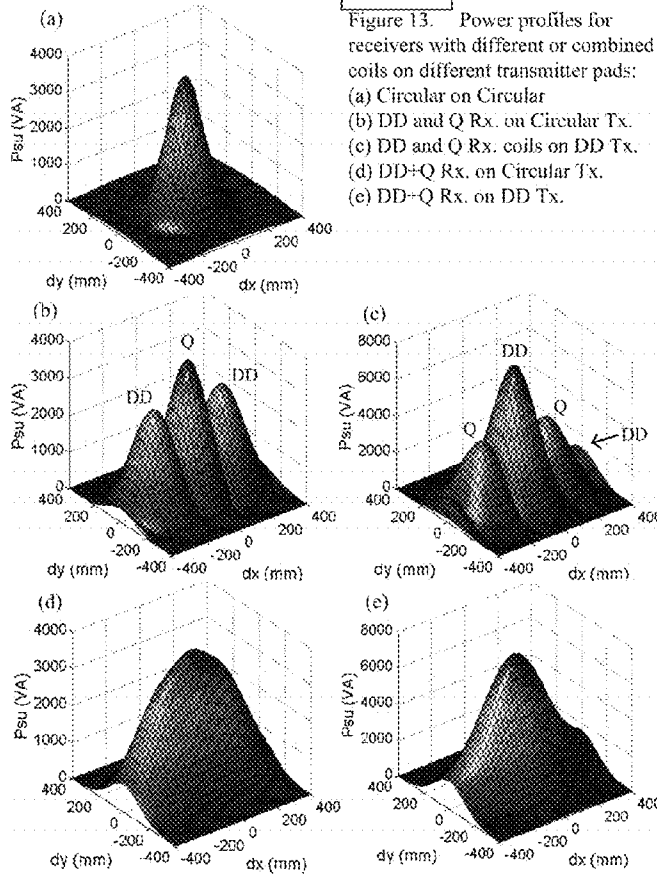 (a)
Figure 13. Power profiles for
receivers with different or combined
coils on different transmitter pads:
(a) Circular on Circular
(b) DD and Q Rx. on Circular Tx.
(c) DD and Q Rx. coils on DD Tx.
(d) DD+Q Rx. on Circular Tx.
(e) DD+Q Rx. on DD Tx.
Psu (VA)
4000
3000
2000
1000
0
400
200
0
-200
-400
dy (mm)
-400
-200
0
200
400
dx (mm)
(b)
Psu (VA)
4000
3000
2000
1000
0
DD
Q
DD
400
200
0
-200
-400
dy (mm)
-400
-200
0
200
400
dx (mm)
(c)
Psu (VA)
8000
6000
4000
2000
0
Q
DD
Q
DD
400
200
0
-200
-400
dy (mm)
-400
-200
0
200
400
dx (mm)
(d)
Psu (VA)
4000
3000
2000
1000
0
400
200
0
-200
-400
dy (mm)
-400
-200
0
200
400
dx (mm)
(e)
Psu (VA)
8000
6000
4000
2000
0
400
200
0
-200
-400
dy (mm)
-400
-200
0
200
400
dx (mm)